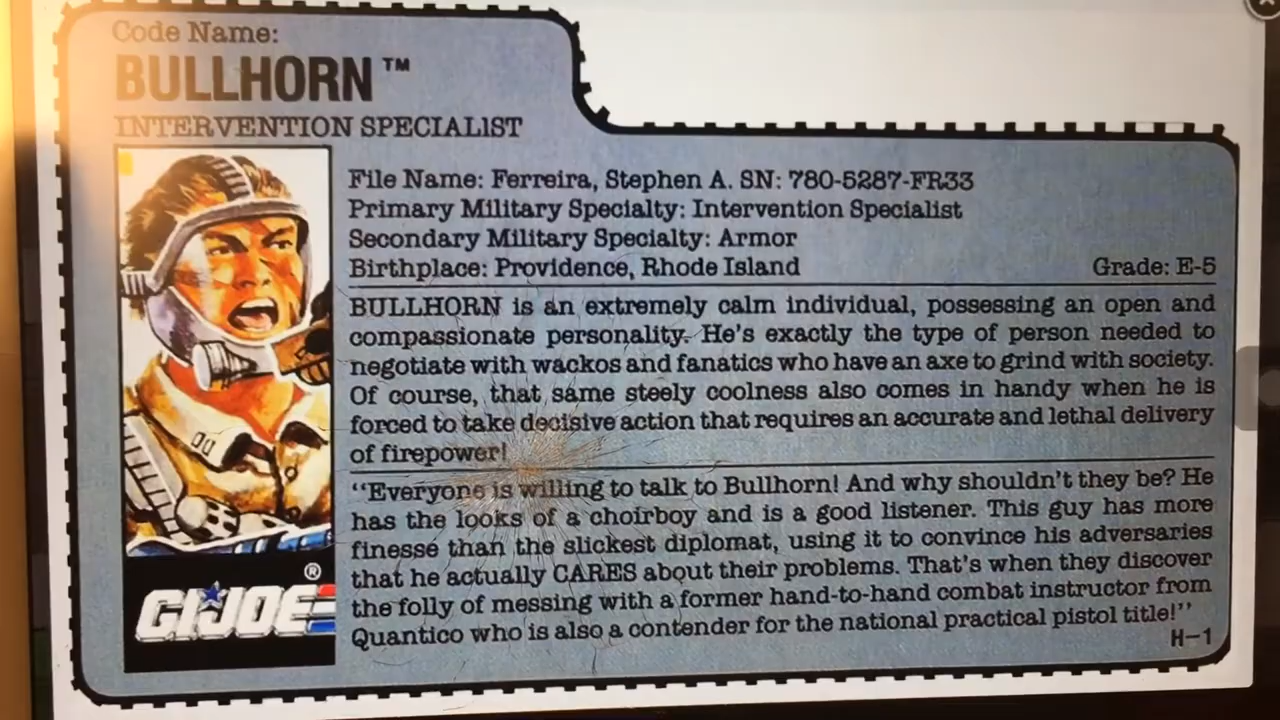 Code Name:
BULLHORN™
INTERVENTION SPECIALIST
File Name: Ferreira, Stephen A. SN: 780-5287-FR33
Primary Military Specialty: Intervention Specialist
Secondary Military Specialty: Armor
Birthplace: Providence, Rhode Island Grade: E-5
BULLHORN is an extremely calm individual, possessing an open and
compassionate personality. He's exactly the type of person needed to
negotiate with wackos and fanatics who have an axe to grind with society.
Of course, that same steely coolness also comes in handy when he is
forced to take decisive action that requires an accurate and lethal delivery
of firepower!
"Everyone is willing to talk to Bullhorn! And why shouldn't they be? He
has the looks of a choirboy and is a good listener. This guy has more
finesse than the slickest diplomat, using it to convince his adversaries
that he actually CARES about their problems. That's when they discover
the folly of messing with a former hand-to-hand combat instructor from
Quantico who is also a contender for the national practical pistol title!"
H-1
GI JOE®